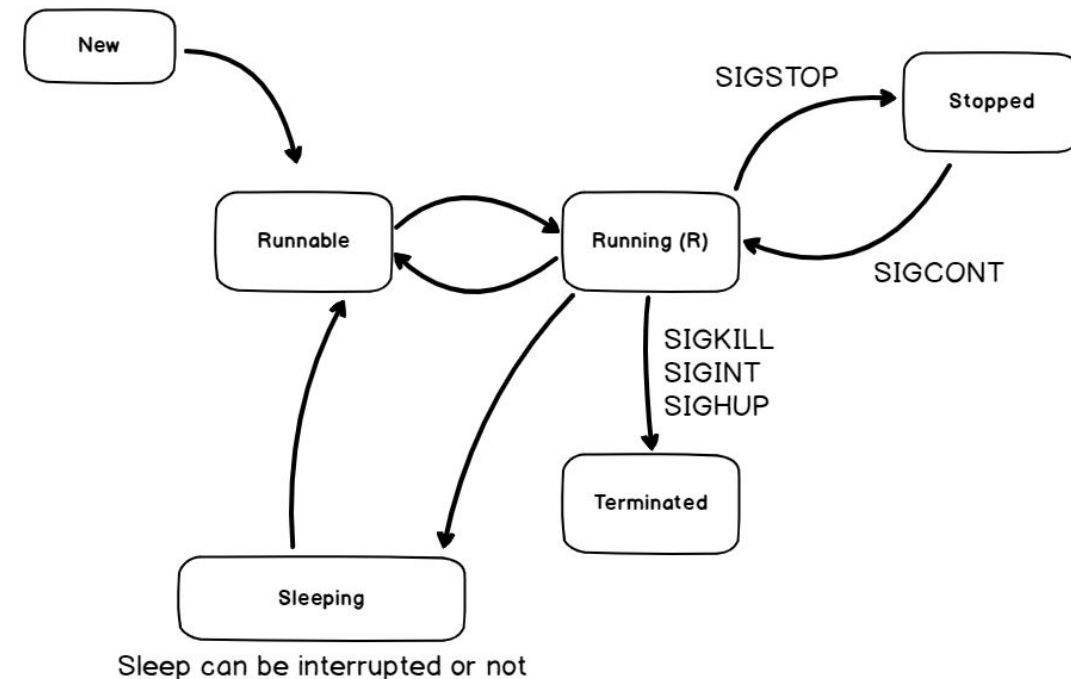 New
SIGSTOP
Stopped
Runnable
Running (R)
SIGCONT
SIGKILL
SIGINT
SIGHUP
Terminated
Sleeping
Sleep can be interrupted or not